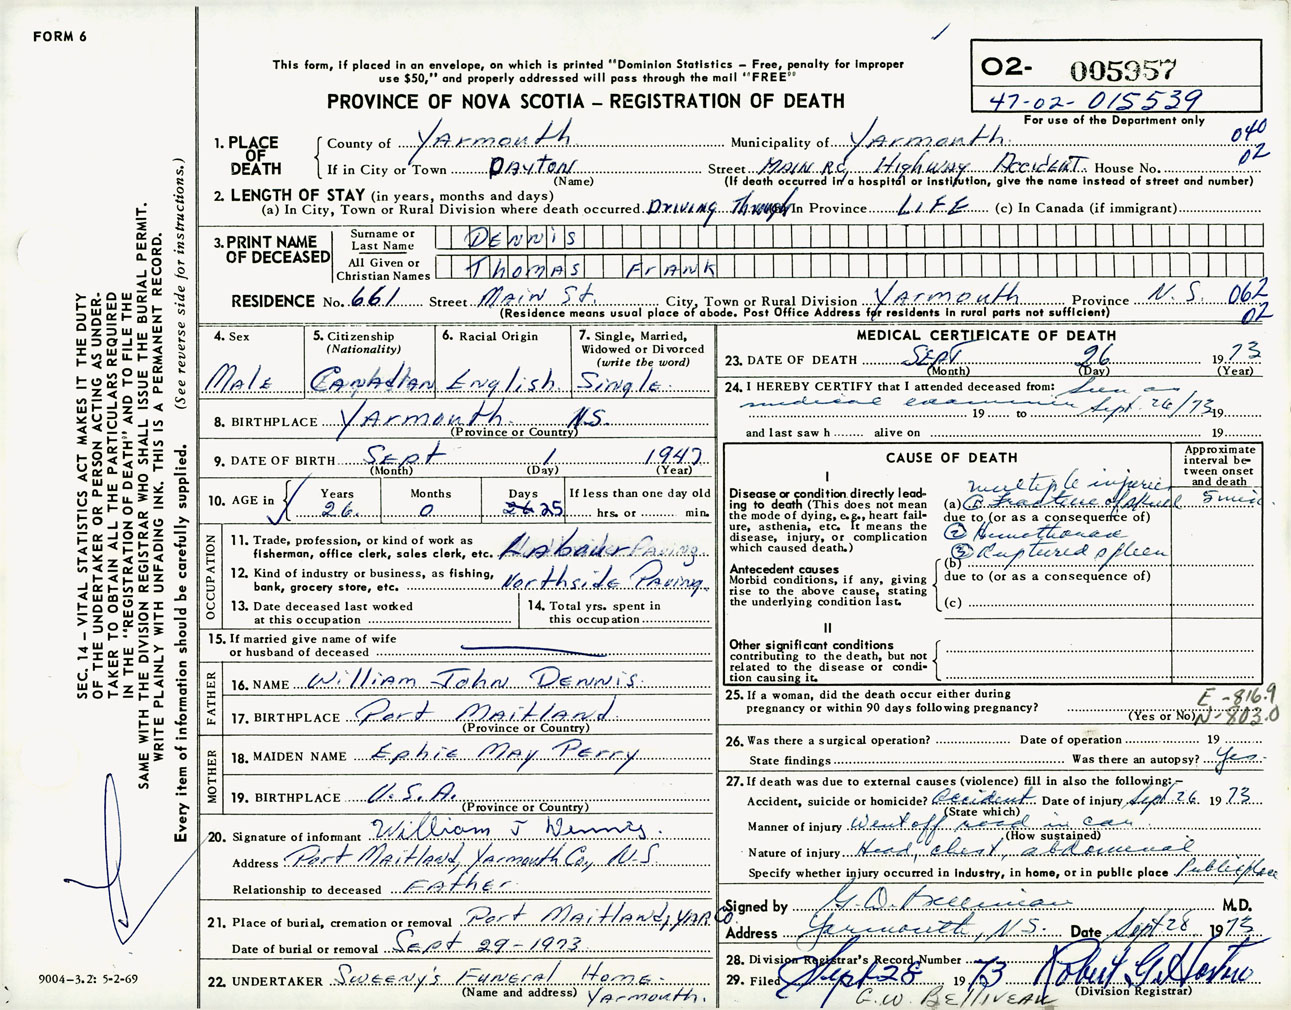 FORM 6
This form, if placed in an envelope, on which is printed "Dominion Statistics – Free, penalty for improper
use $50," and properly addressed will pass through the mail "FREE"
PROVINCE OF NOVA SCOTIA – REGISTRATION OF DEATH
02- 005957
47-02- 015539
For use of the Department only
1. PLACE OF DEATH County of Yarmouth Municipality of Yarmouth 040
If in City or Town Dayton Street Main Rd, Highway Accident House No. 02
(Name) (If death occurred in a hospital or institution, give the name instead of street and number)
2. LENGTH OF STAY (in years, months and days)
(a) In City, Town or Rural Division where death occurred Driving Through In Province LIFE (c) In Canada (if immigrant)
3. PRINT NAME OF DECEASED Surname or Last Name Dennis
All Given or Christian Names Thomas Frank
RESIDENCE No. 661 Street Main St. City, Town or Rural Division Yarmouth Province N.S. 062
(Residence means usual place of abode. Post Office Address for residents in rural parts not sufficient) 02
4. Sex 5. Citizenship (Nationality) 6. Racial Origin 7. Single, Married, Widowed or Divorced (write the word)
Male Canadian English Single
8. BIRTHPLACE Yarmouth N.S.
(Province or Country)
9. DATE OF BIRTH Sept 1 1947
(Month) (Day) (Year)
10. AGE in Years Months Days If less than one day old
26 0 25 hrs. or min.
OCCUPATION
11. Trade, profession, or kind of work as fisherman, office clerk, sales clerk, etc. Labourer Paving
12. Kind of industry or business, as fishing, bank, grocery store, etc. Northside Paving
13. Date deceased last worked at this occupation
14. Total yrs. spent in this occupation
15. If married give name of wife or husband of deceased
FATHER
16. NAME William John Dennis
17. BIRTHPLACE Port Maitland
(Province or Country)
MOTHER
18. MAIDEN NAME Ephie May Perry
19. BIRTHPLACE U.S.A.
(Province or Country)
20. Signature of informant William J Dennis
Address Port Maitland, Yarmouth Co., N.S.
Relationship to deceased Father
21. Place of burial, cremation or removal Port Maitland, Yar Co.
Date of burial or removal Sept 29-1973
22. UNDERTAKER Sweeny's Funeral Home
(Name and address) Yarmouth.
MEDICAL CERTIFICATE OF DEATH
23. DATE OF DEATH Sept 26 1973
(Month) (Day) (Year)
24. I HEREBY CERTIFY that I attended deceased from: Seen as
medical examiner 19 to Sept. 26/73 19
and last saw h alive on 19
CAUSE OF DEATH
Approximate interval between onset and death
I
Disease or condition directly leading to death (This does not mean the mode of dying, e.g., heart failure, asthenia, etc. It means the disease, injury, or complication which caused death.)
multiple injuries
(a) ① Fracture of skull 5 min
due to (or as a consequence of)
② Hemothorax
③ Ruptured spleen
(b)
due to (or as a consequence of)
(c)
Antecedent causes
Morbid conditions, if any, giving rise to the above cause, stating the underlying condition last.
II
Other significant conditions
contributing to the death, but not related to the disease or condition causing it.
25. If a woman, did the death occur either during E-816.9
pregnancy or within 90 days following pregnancy? (Yes or No) N-803.0
26. Was there a surgical operation? Date of operation 19
State findings Was there an autopsy? Yes
27. If death was due to external causes (violence) fill in also the following:–
Accident, suicide or homicide? Accident Date of injury Sept 26 1973
(State which)
Manner of injury Went off road in car.
(How sustained)
Nature of injury Head, chest, abdomenal
Specify whether injury occurred in industry, in home, or in public place Public place
Signed by M.D.
Address Yarmouth, N.S. Date Sept 28 1973
28. Division Registrar's Record Number
29. Filed Sept 28 1973
(Division Registrar)
G.W. Belliveau
SEC. 14 – VITAL STATISTICS ACT MAKES IT THE DUTY
OF THE UNDERTAKER OR PERSON ACTING AS UNDERTAKER
TO OBTAIN ALL THE PARTICULARS REQUIRED
IN THE "REGISTRATION OF DEATH" AND TO FILE THE
SAME WITH THE DIVISION REGISTRAR WHO SHALL ISSUE THE BURIAL PERMIT.
WRITE PLAINLY WITH UNFADING INK. THIS IS A PERMANENT RECORD.
Every item of information should be carefully supplied. (See reverse side for instructions.)
9004–3.2: 5-2-69